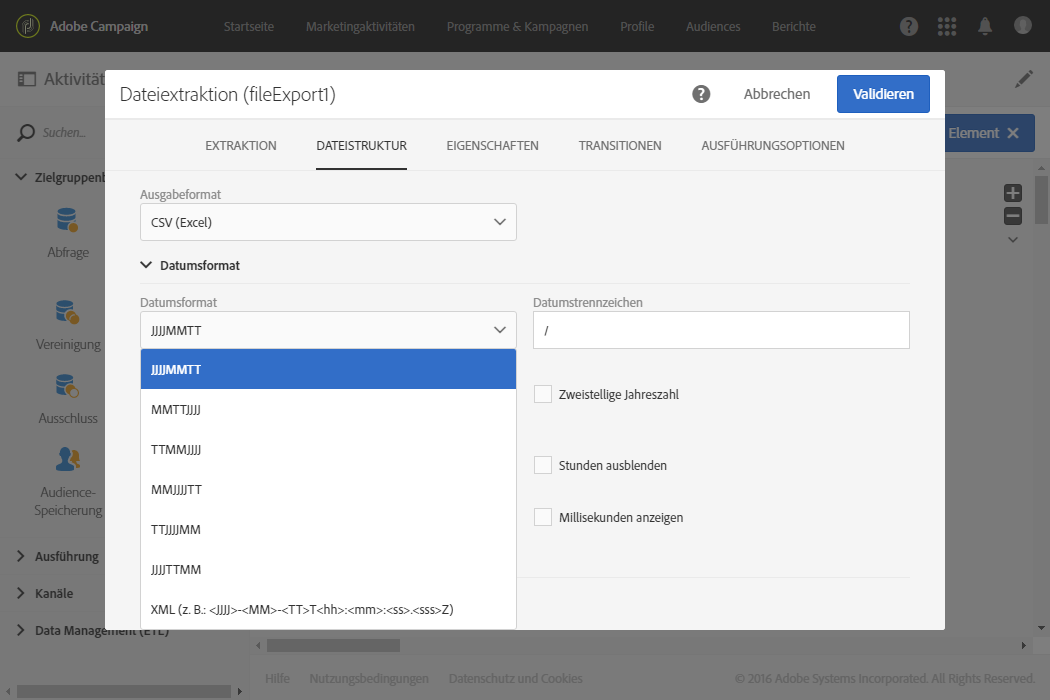 Adobe Campaign
Startseite
Marketingaktivitäten
Programme & Kampagnen
Profile
Audiences
Berichte
Aktivität
Dateiextraktion (fileExport1)
Abbrechen
Validieren
Suchen...
Element
EXTRAKTION
DATEISTRUKTUR
EIGENSCHAFTEN
TRANSITIONEN
AUSFÜHRUNGSOPTIONEN
Zielgruppenb
Abfrage
Vereinigung
Ausschluss
Audience-
Speicherung
Ausführung
Kanäle
Data Management (ETL)
Ausgabeformat
CSV (Excel)
Datumsformat
Datumsformat
Datumstrennzeichen
JJJJMMTT
/
JJJJMMTT
MMTTJJJJ
TTMMJJJJ
MMJJJJTT
TTJJJJMM
JJJJTTMM
XML (z. B.: <JJJJ>-<MM>-<TT>T<hh>:<mm>:<ss>.<sss>Z)
Zweistellige Jahreszahl
Stunden ausblenden
Millisekunden anzeigen
Hilfe
Nutzungsbedingungen
Datenschutz und Cookies
© 2016 Adobe Systems Incorporated. All Rights Reserved.